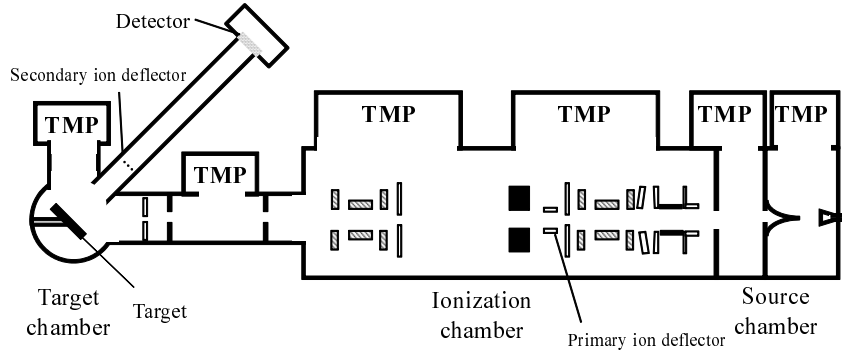 Detector
Secondary ion deflector
TMP
TMP
TMP
TMP
TMP
TMP
Target
chamber
Target
Ionization
chamber
Primary ion deflector
Source
chamber